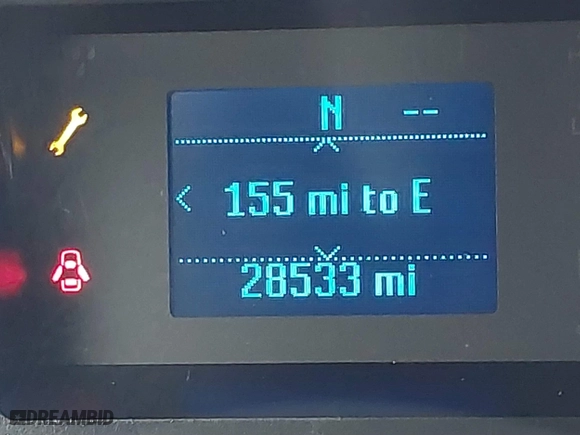 N --
155 mi to E
28533 mi
DREAMBID